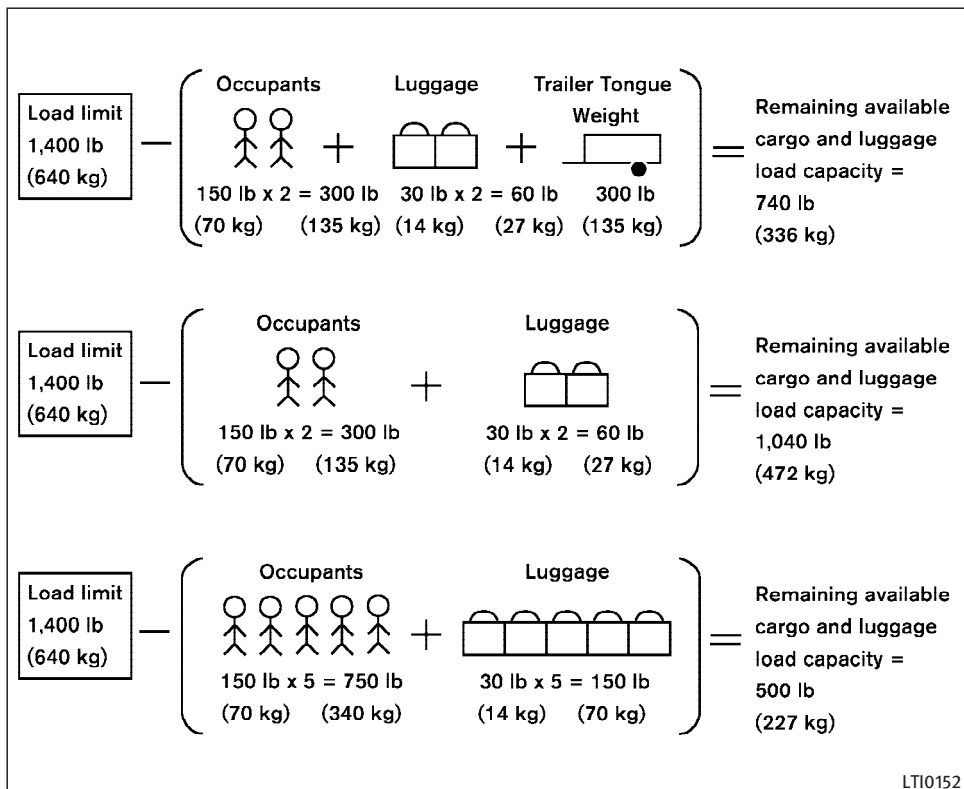 Occupants Luggage Trailer Tongue
Weight
Load limit
1,400 lb
(640 kg)
— ( + + ) =
150 lb x 2 = 300 lb 30 lb x 2 = 60 lb 300 lb
(70 kg) (135 kg) (14 kg) (27 kg) (135 kg)
Remaining available
cargo and luggage
load capacity =
740 lb
(336 kg)
Occupants Luggage
Load limit
1,400 lb
(640 kg)
— ( + ) =
150 lb x 2 = 300 lb 30 lb x 2 = 60 lb
(70 kg) (135 kg) (14 kg) (27 kg)
Remaining available
cargo and luggage
load capacity =
1,040 lb
(472 kg)
Occupants Luggage
Load limit
1,400 lb
(640 kg)
— ( + ) =
150 lb x 5 = 750 lb 30 lb x 5 = 150 lb
(70 kg) (340 kg) (14 kg) (70 kg)
Remaining available
cargo and luggage
load capacity =
500 lb
(227 kg)
LTI0152